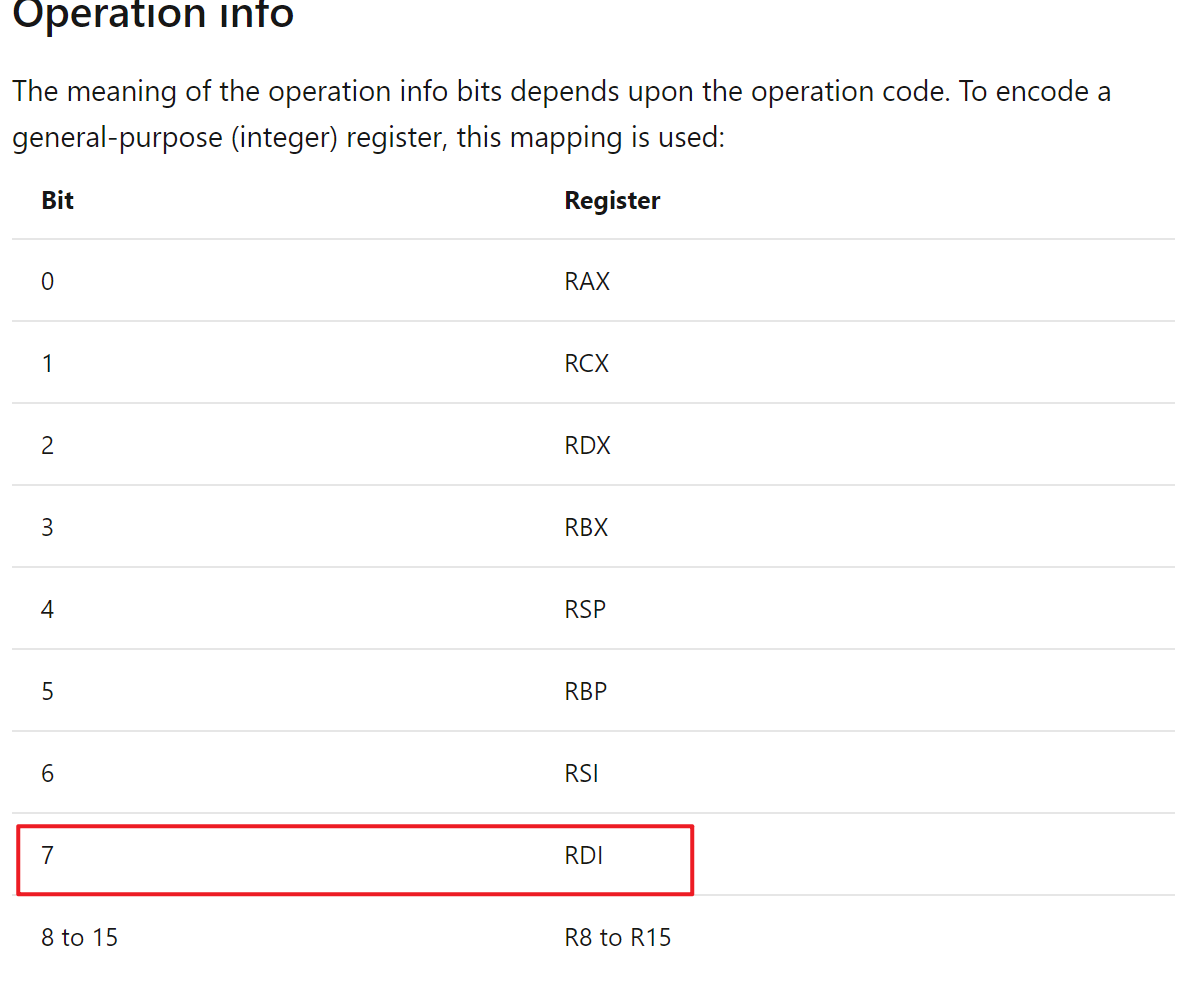 Operation info
The meaning of the operation info bits depends upon the operation code. To encode a
general-purpose (integer) register, this mapping is used:
Bit Register
0 RAX
1 RCX
2 RDX
3 RBX
4 RSP
5 RBP
6 RSI
7 RDI
8 to 15 R8 to R15